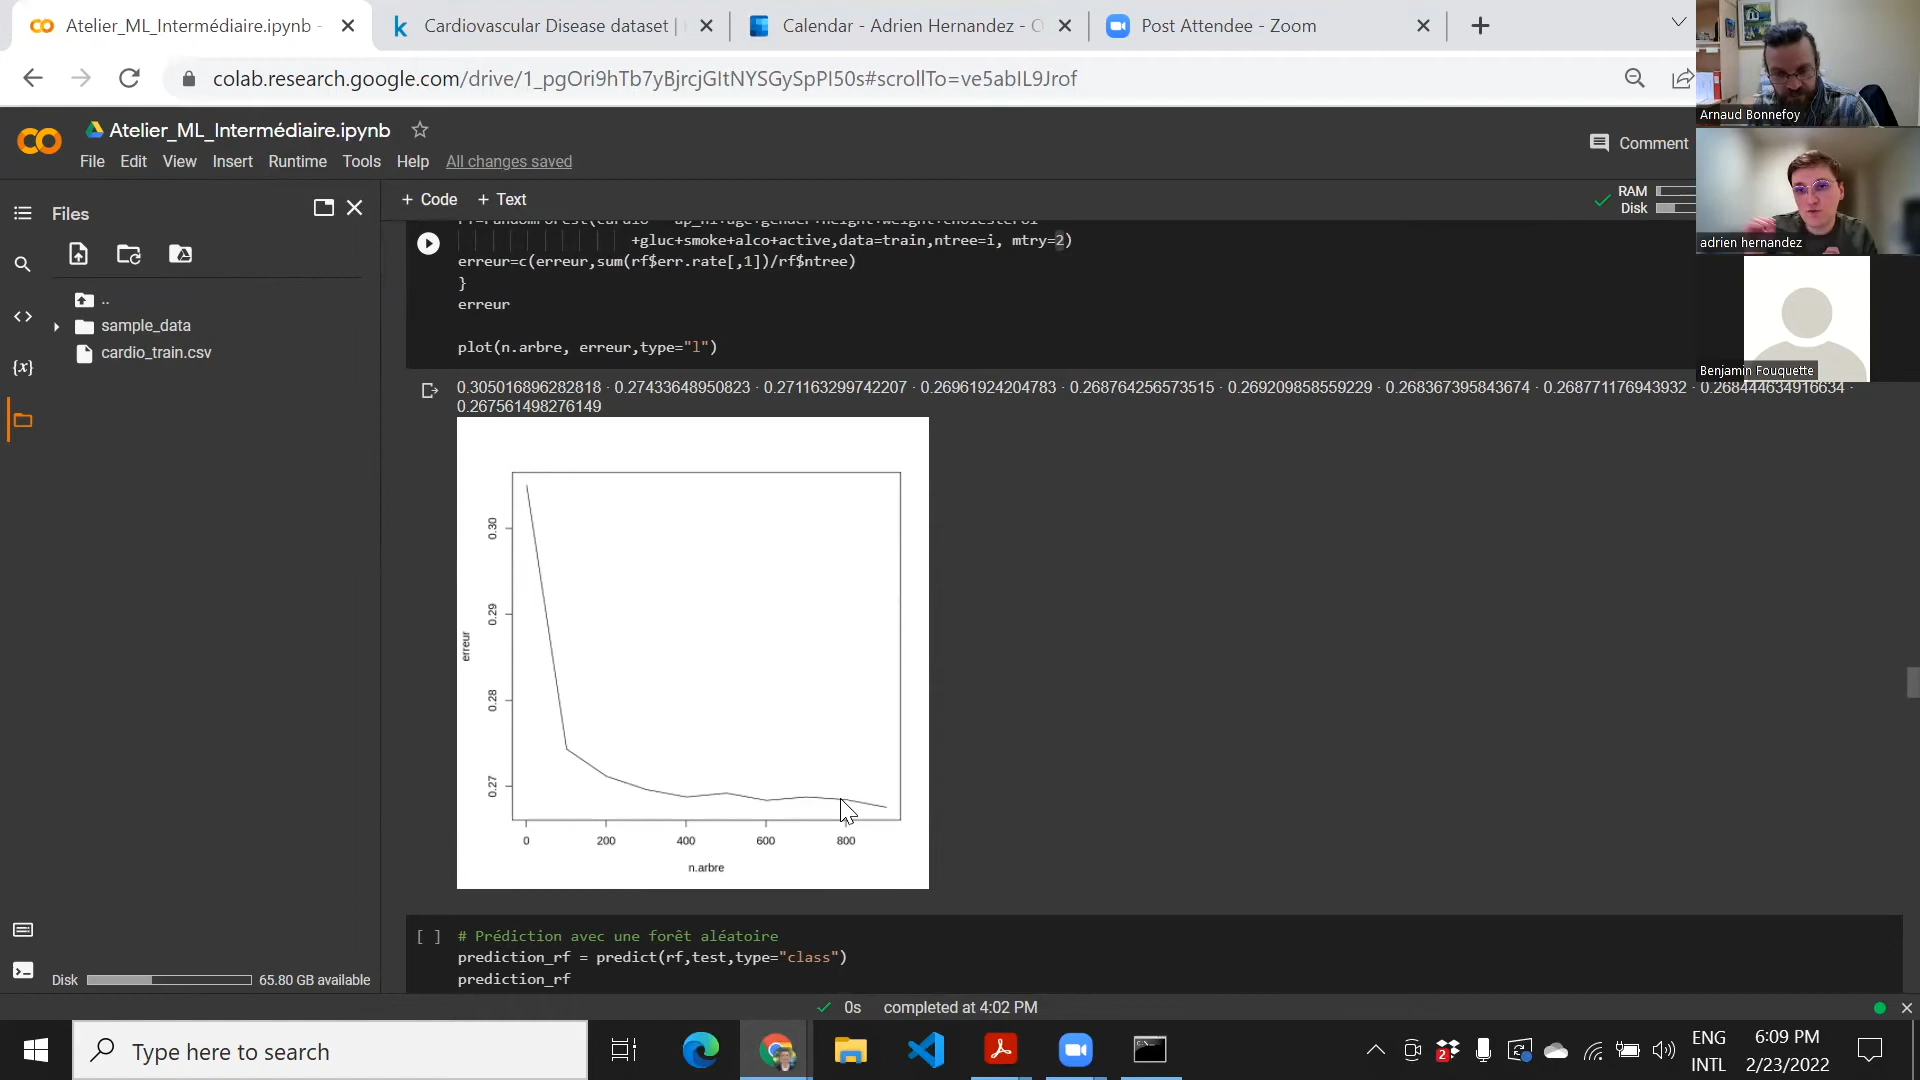 Atelier_ML_Intermédiaire.ipynb -
Cardiovascular Disease dataset |
Calendar - Adrien Hernandez - O
Post Attendee - Zoom
colab.research.google.com/drive/1_pgOri9hTb7yBjrcjGItNYSGySpPI50s#scrollTo=ve5abIL9Jrof
Arnaud Bonnefoy
Atelier_ML_Intermédiaire.ipynb
Comment
File Edit View Insert Runtime Tools Help All changes saved
+ Code + Text
RAM
Disk
adrien hernandez
Files
..
sample_data
cardio_train.csv
{x}
+gluc+smoke+alco+active,data=train,ntree=i, mtry=2)
erreur=c(erreur,sum(rf$err.rate[,1])/rf$ntree)
}
erreur
plot(n.arbre, erreur,type="l")
Benjamin Fouquette
0.305016896282818 · 0.27433648950823 · 0.271163299742207 · 0.26961924204783 · 0.268764256573515 · 0.269209858559229 · 0.268367395843674 · 0.268771176943932 · 0.268444634916634 ·
0.267561498276149
0.30
0.29
0.28
0.27
erreur
0 200 400 600 800
n.arbre
[ ] # Prédiction avec une forêt aléatoire
prediction_rf = predict(rf,test,type="class")
prediction_rf
Disk 65.80 GB available
0s completed at 4:02 PM
Type here to search
2
ENG
INTL
6:09 PM
2/23/2022